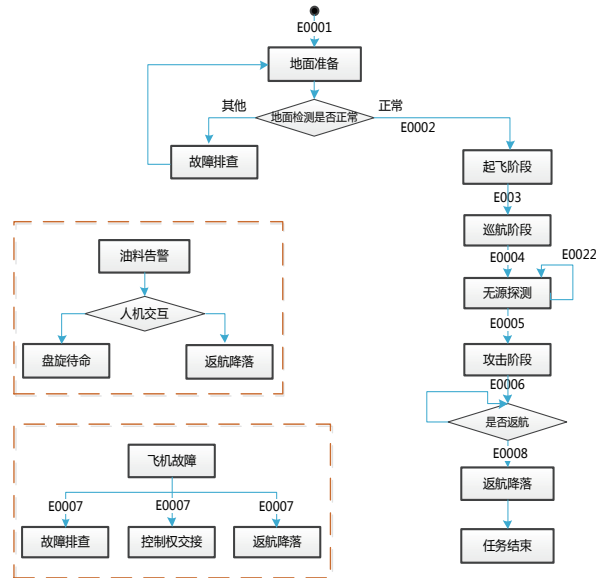 E0001
地面准备
地面检测是否正常
其他
正常
E0002
故障排查
起飞阶段
E003
巡航阶段
E0004
E0022
无源探测
E0005
攻击阶段
E0006
是否返航
E0008
返航降落
任务结束
油料告警
人机交互
盘旋待命
返航降落
飞机故障
E0007
E0007
E0007
故障排查
控制权交接
返航降落